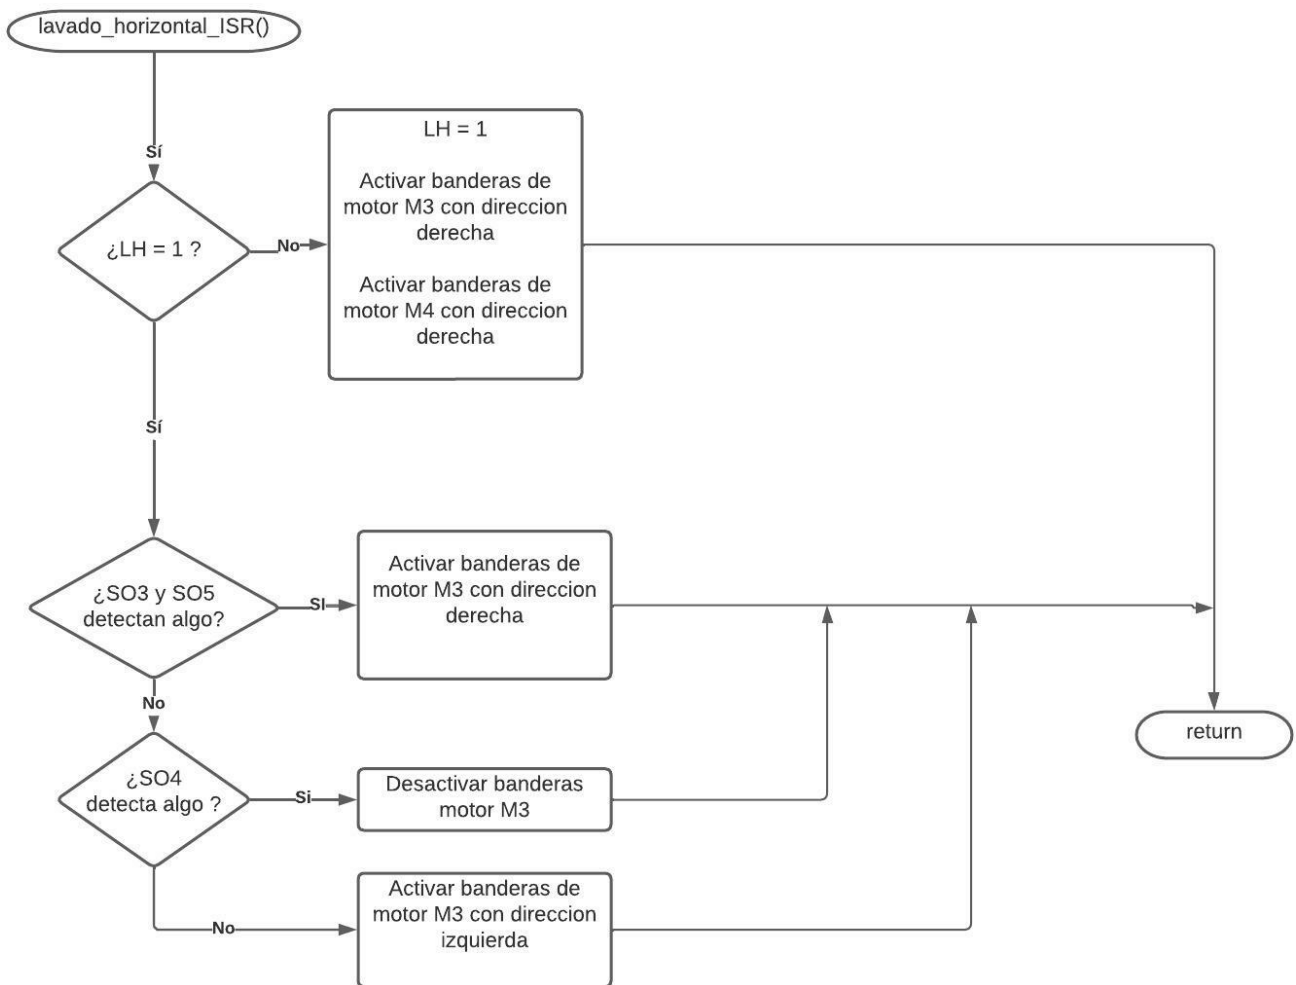 lavado_horizontal_ISR()
Sí
¿LH = 1 ?
No
LH = 1
Activar banderas de
motor M3 con direccion
derecha
Activar banderas de
motor M4 con direccion
derecha
Sí
¿SO3 y SO5
detectan algo?
SI
Activar banderas de
motor M3 con direccion
derecha
No
return
¿SO4
detecta algo ?
Si
Desactivar banderas
motor M3
No
Activar banderas de
motor M3 con direccion
izquierda